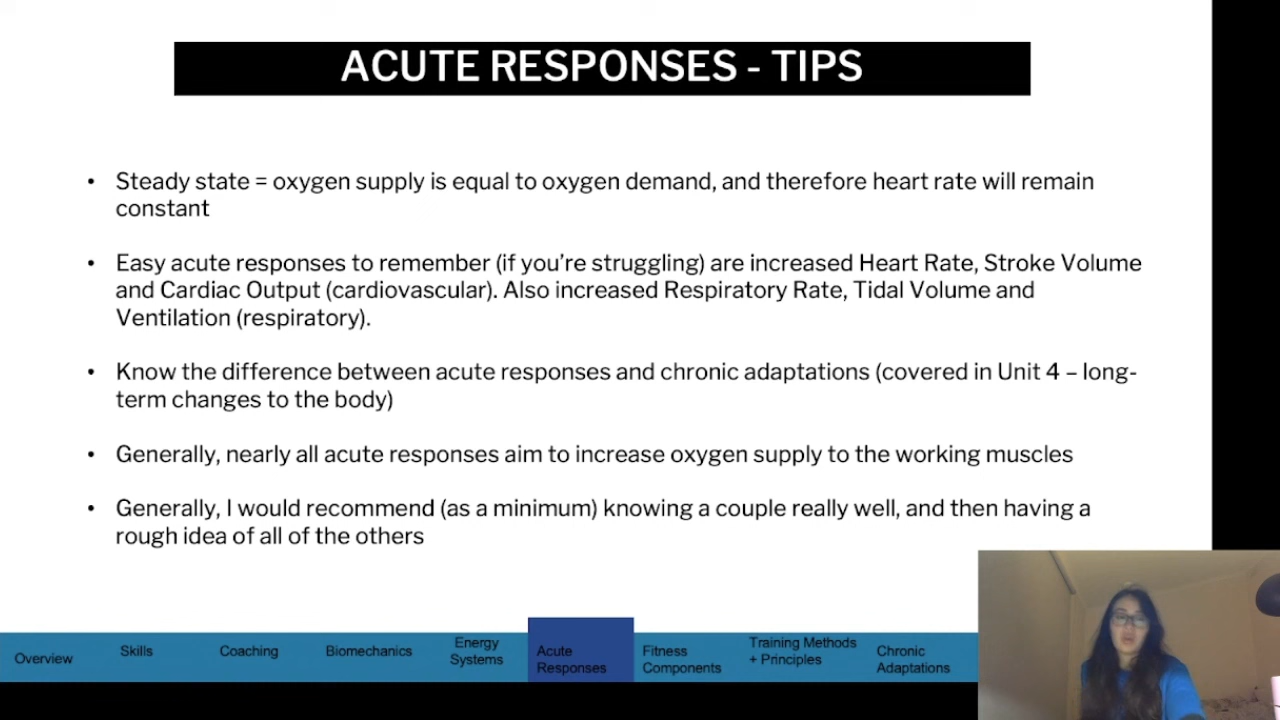 ACUTE RESPONSES - TIPS
• Steady state = oxygen supply is equal to oxygen demand, and therefore heart rate will remain
constant
• Easy acute responses to remember (if you’re struggling) are increased Heart Rate, Stroke Volume
and Cardiac Output (cardiovascular). Also increased Respiratory Rate, Tidal Volume and
Ventilation (respiratory).
• Know the difference between acute responses and chronic adaptations (covered in Unit 4 – long-
term changes to the body)
• Generally, nearly all acute responses aim to increase oxygen supply to the working muscles
• Generally, I would recommend (as a minimum) knowing a couple really well, and then having a
rough idea of all of the others
Overview
Skills
Coaching
Biomechanics
Energy
Systems
Acute
Responses
Fitness
Components
Training Methods
+ Principles
Chronic
Adaptations